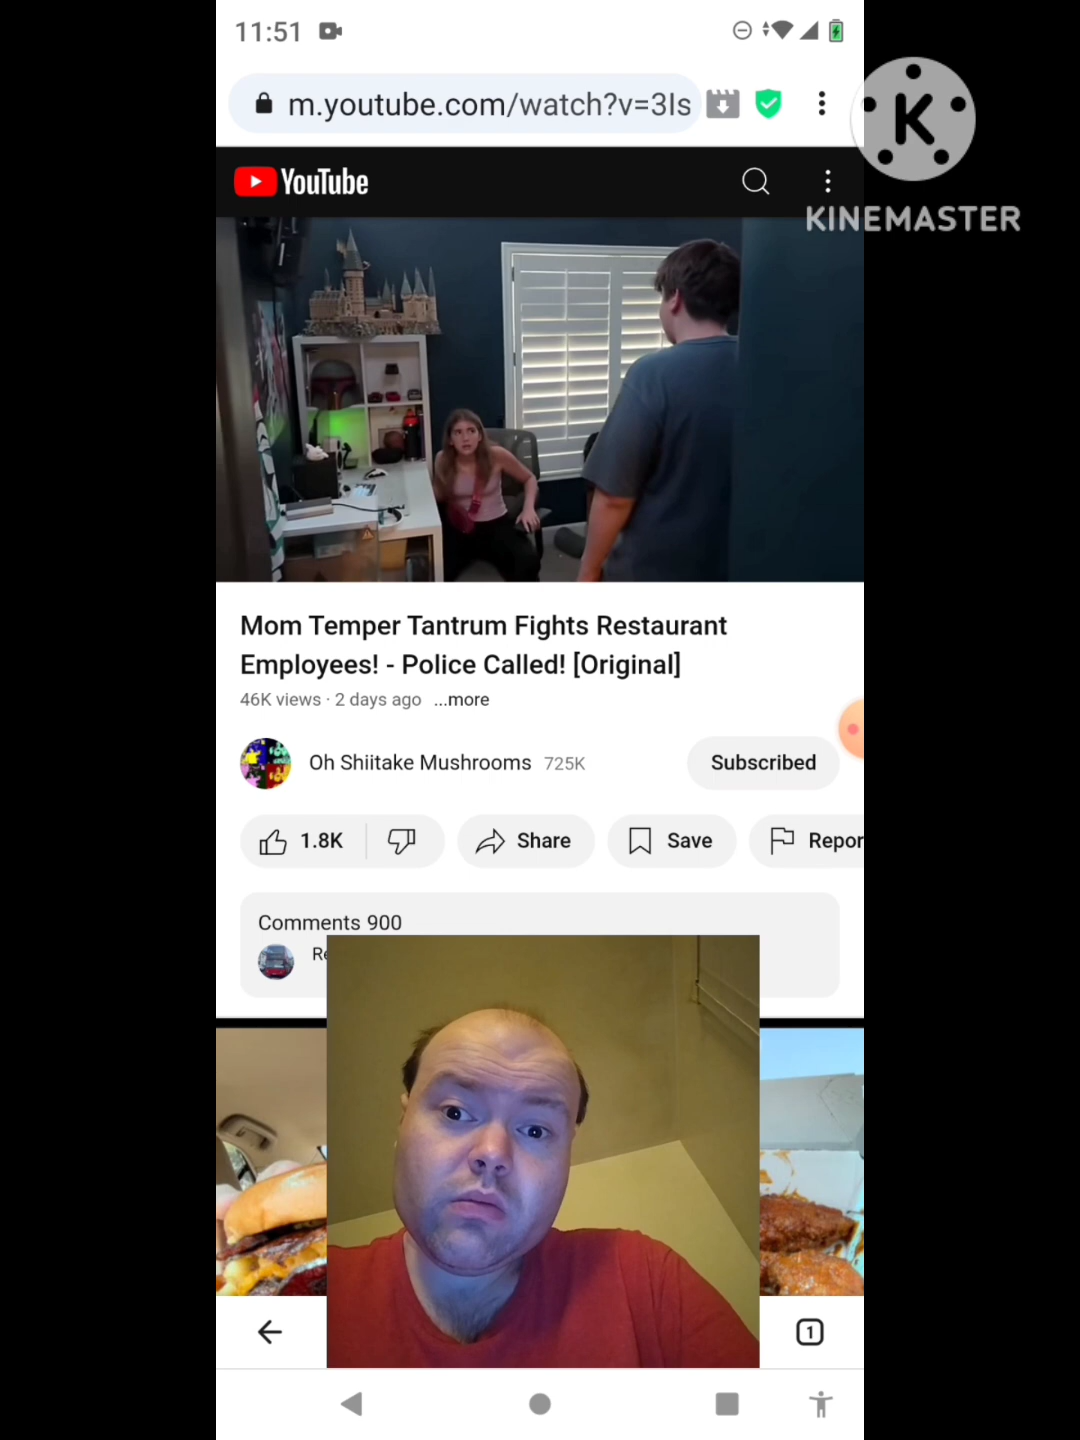 11:51
m.youtube.com/watch?v=3Is
K
KINEMASTER
YouTube
Mom Temper Tantrum Fights Restaurant
Employees! - Police Called! [Original]
46K views · 2 days ago ...more
Oh Shiitake Mushrooms 725K
Subscribed
1.8K
Share
Save
Repor
Comments 900
Re
1